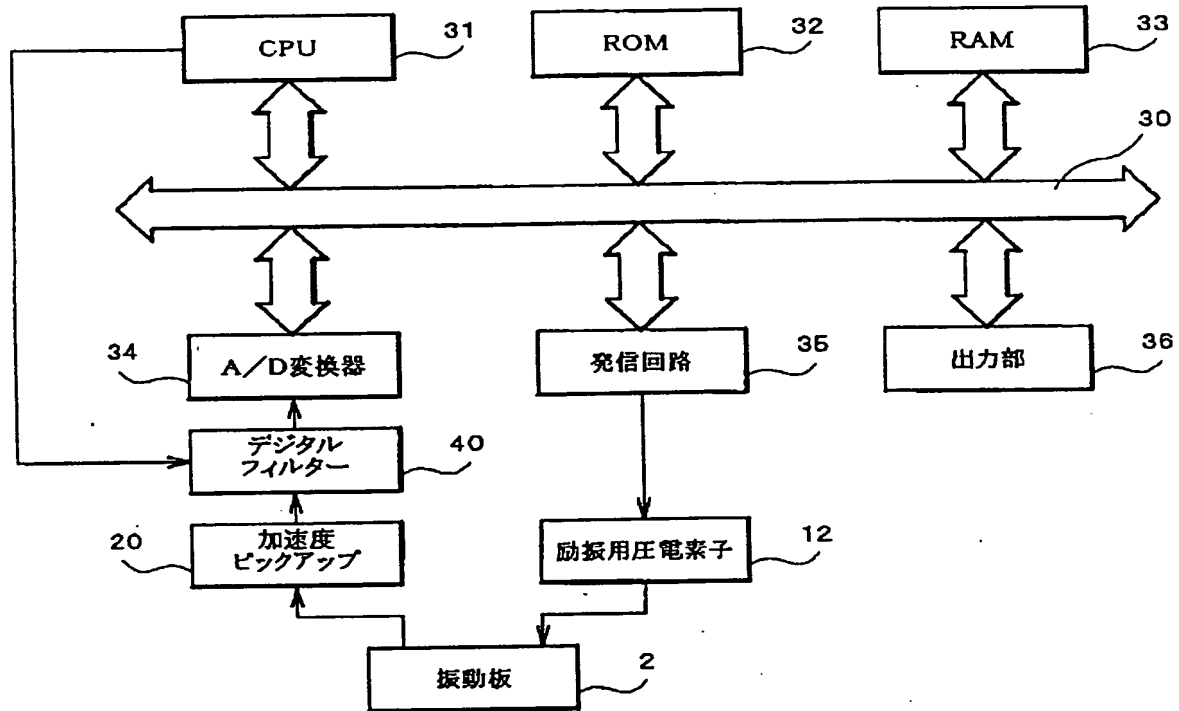 CPU
31
ROM
32
RAM
33
30
34
A/D変換器
発信回路
35
出力部
36
デジタル
フィルター
40
20
加速度
ピックアップ
励振用圧電素子
12
振動板
2